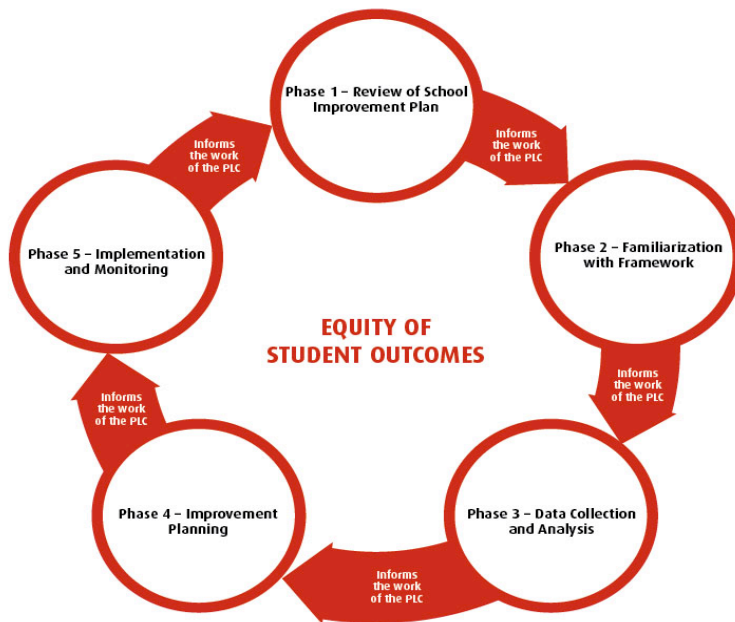 Phase 1 – Review of School
Improvement Plan
Informs
the work
of the PLC
Phase 2 – Familiarization
with Framework
Informs
the work
of the PLC
Phase 3 – Data Collection
and Analysis
Informs
the work
of the PLC
Phase 4 – Improvement
Planning
Informs
the work
of the PLC
Phase 5 – Implementation
and Monitoring
Informs
the work
of the PLC
EQUITY OF
STUDENT OUTCOMES